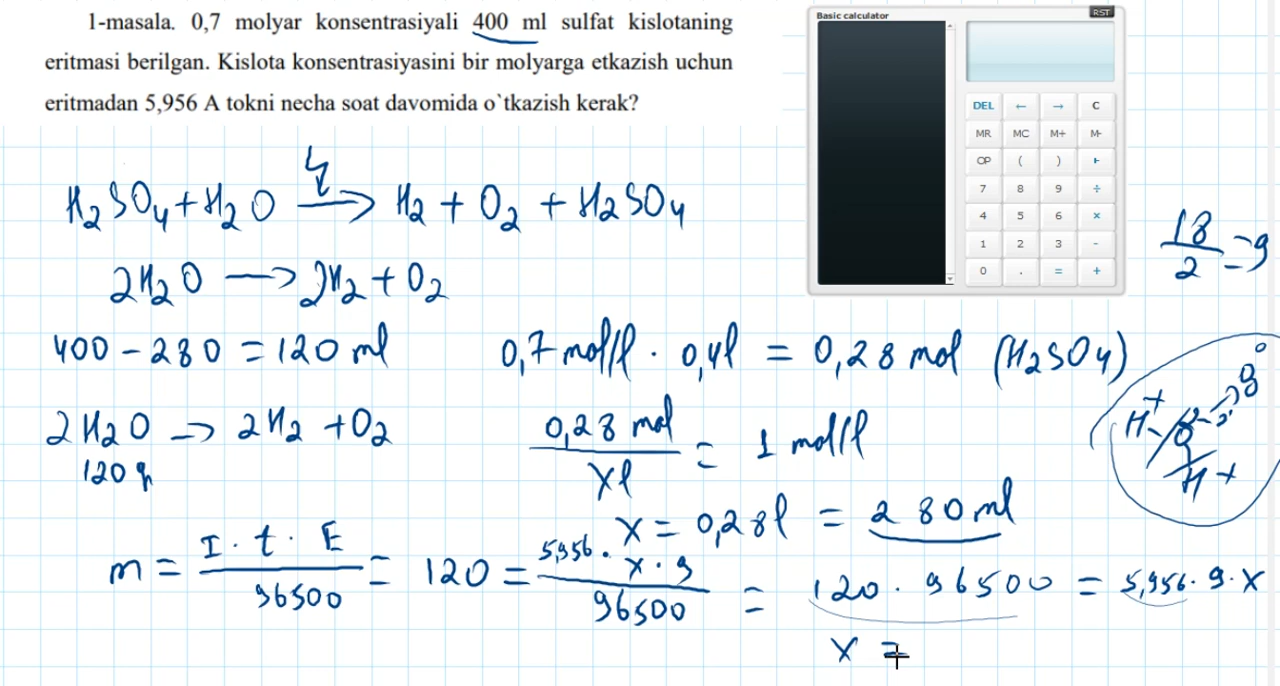 1-masala. 0,7 molyar konsentrasiyali 400 ml sulfat kislotaning
eritmasi berilgan. Kislota konsentrasiyasini bir molyarga etkazish uchun
eritmadan 5,956 A tokni necha soat davomida o`tkazish kerak?
Basic calculator
RST
DEL ← → C
MR MC M+ M-
OP ( )
7 8 9 ÷
4 5 6 ×
1 2 3 -
0 . = +
H2SO4 + H2O → H2 + O2 + H2SO4
18/2 = 9
2H2O → 2H2 + O2
400 - 280 = 120 ml
0,7 mol/l · 0,4l = 0,28 mol (H2SO4)
2H2O → 2H2 + O2
120 g
0,28 mol / xl = 1 mol/l
x = 0,28l = 280 ml
m = I · t · E / 96500 = 120 = 5,956 · x · 9 / 96500 = 120 · 96500 = 5,956 · 9 · x
x =